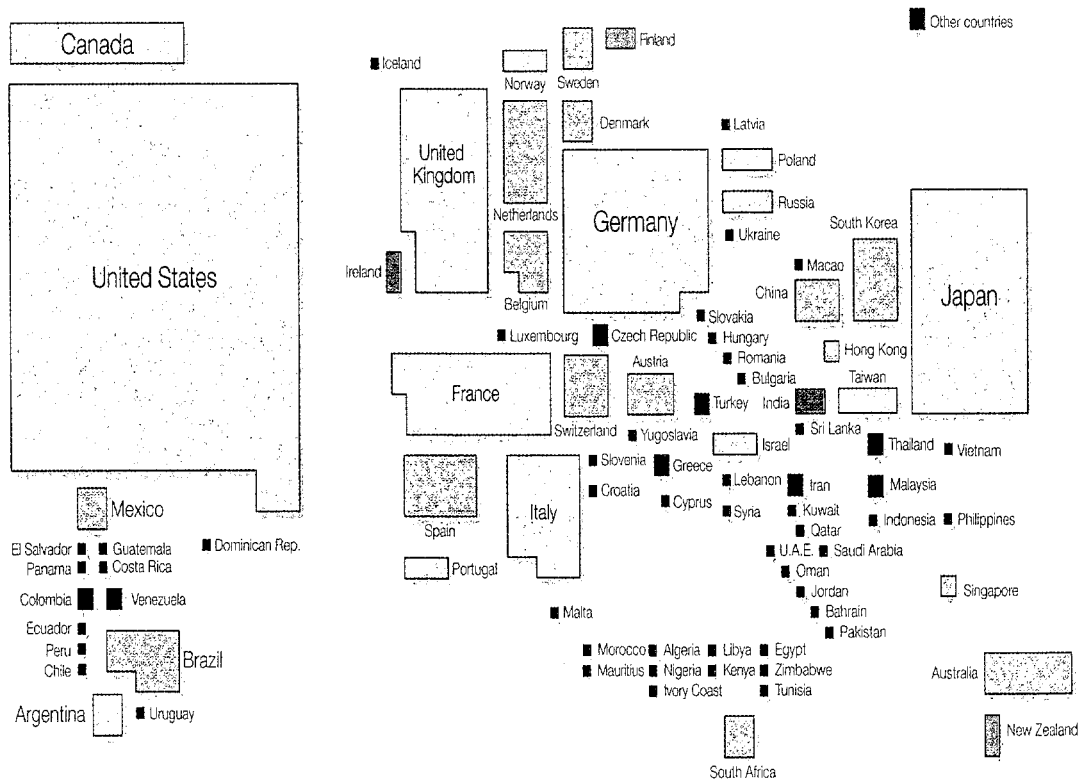 Other countries
Canada
Iceland
Norway
Sweden
Finland
United States
United
Kingdom
Netherlands
Denmark
Latvia
Poland
Germany
Russia
Ukraine
South Korea
Ireland
Belgium
Macao
China
Japan
Luxembourg
Czech Republic
Slovakia
Hungary
Romania
Bulgaria
Hong Kong
Taiwan
France
Switzerland
Austria
Turkey
India
Yugoslavia
Israel
Sri Lanka
Thailand
Vietnam
Mexico
Spain
Italy
Slovenia
Greece
Croatia
Cyprus
Lebanon
Syria
Iran
Malaysia
Kuwait
Qatar
Indonesia
Philippines
El Salvador
Guatemala
Dominican Rep.
Panama
Costa Rica
Portugal
U.A.E.
Saudi Arabia
Oman
Jordan
Singapore
Colombia
Venezuela
Malta
Bahrain
Pakistan
Ecuador
Peru
Chile
Brazil
Morocco
Algeria
Libya
Egypt
Mauritius
Nigeria
Kenya
Zimbabwe
Ivory Coast
Tunisia
Australia
Argentina
Uruguay
South Africa
New Zealand